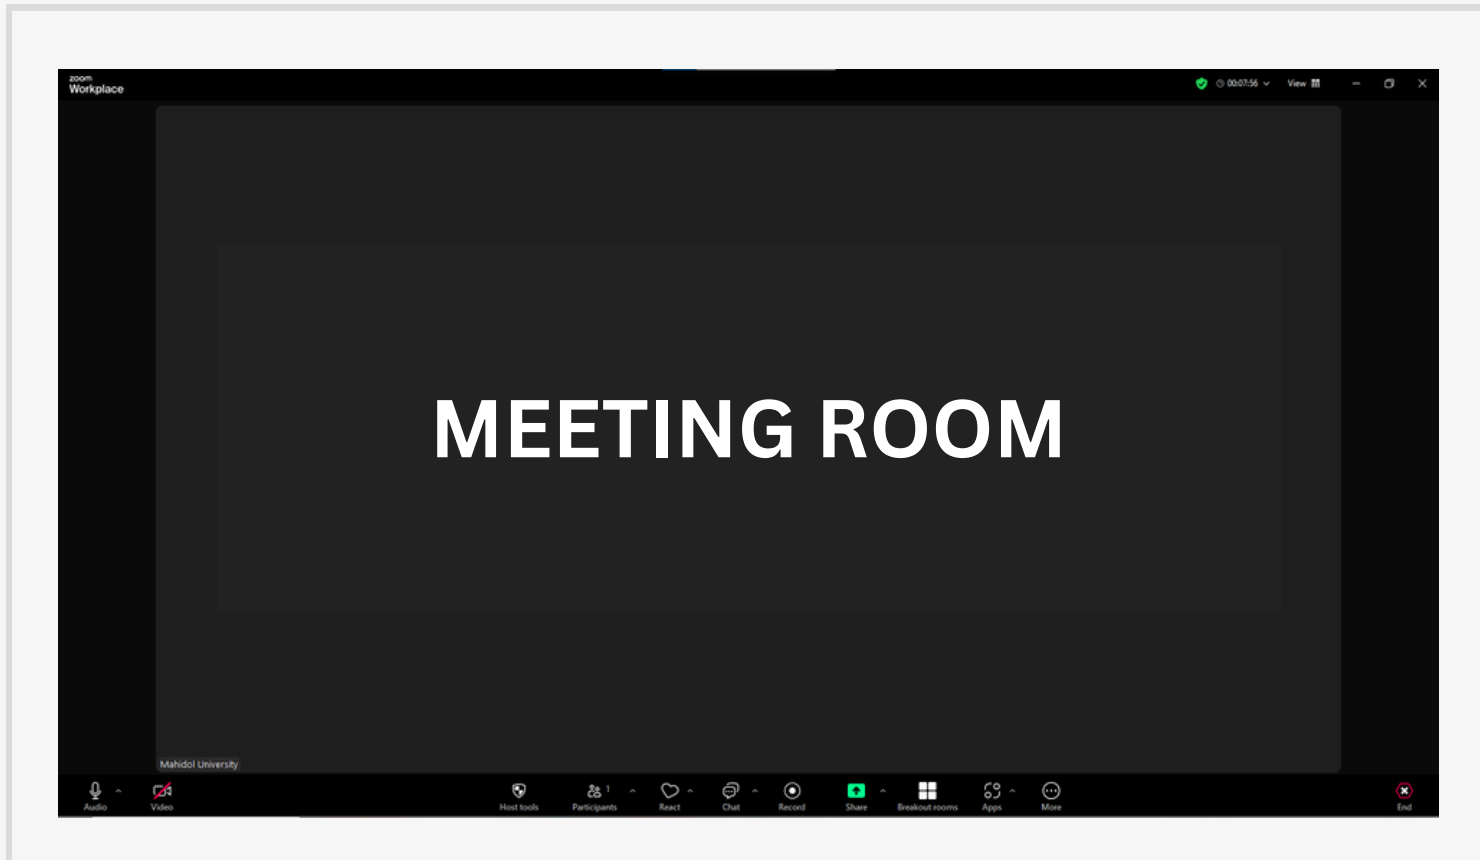 zoom
Workplace
00:07:56
View
MEETING ROOM
Mahidol University
Audio
Video
Host tools
Participants
1
React
Chat
Record
Share
Breakout rooms
Apps
More
End